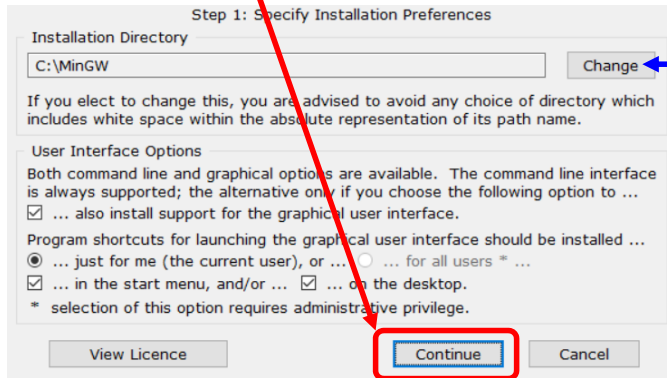 Step 1: Specify Installation Preferences
Installation Directory
C:\MinGW
Change
If you elect to change this, you are advised to avoid any choice of directory which
includes white space within the absolute representation of its path name.
User Interface Options
Both command line and graphical options are available. The command line interface
is always supported; the alternative only if you choose the following option to ...
... also install support for the graphical user interface.
Program shortcuts for launching the graphical user interface should be installed ...
... just for me (the current user), or ... ... for all users * ...
... in the start menu, and/or ... ... on the desktop.
* selection of this option requires administrative privilege.
View Licence Continue Cancel